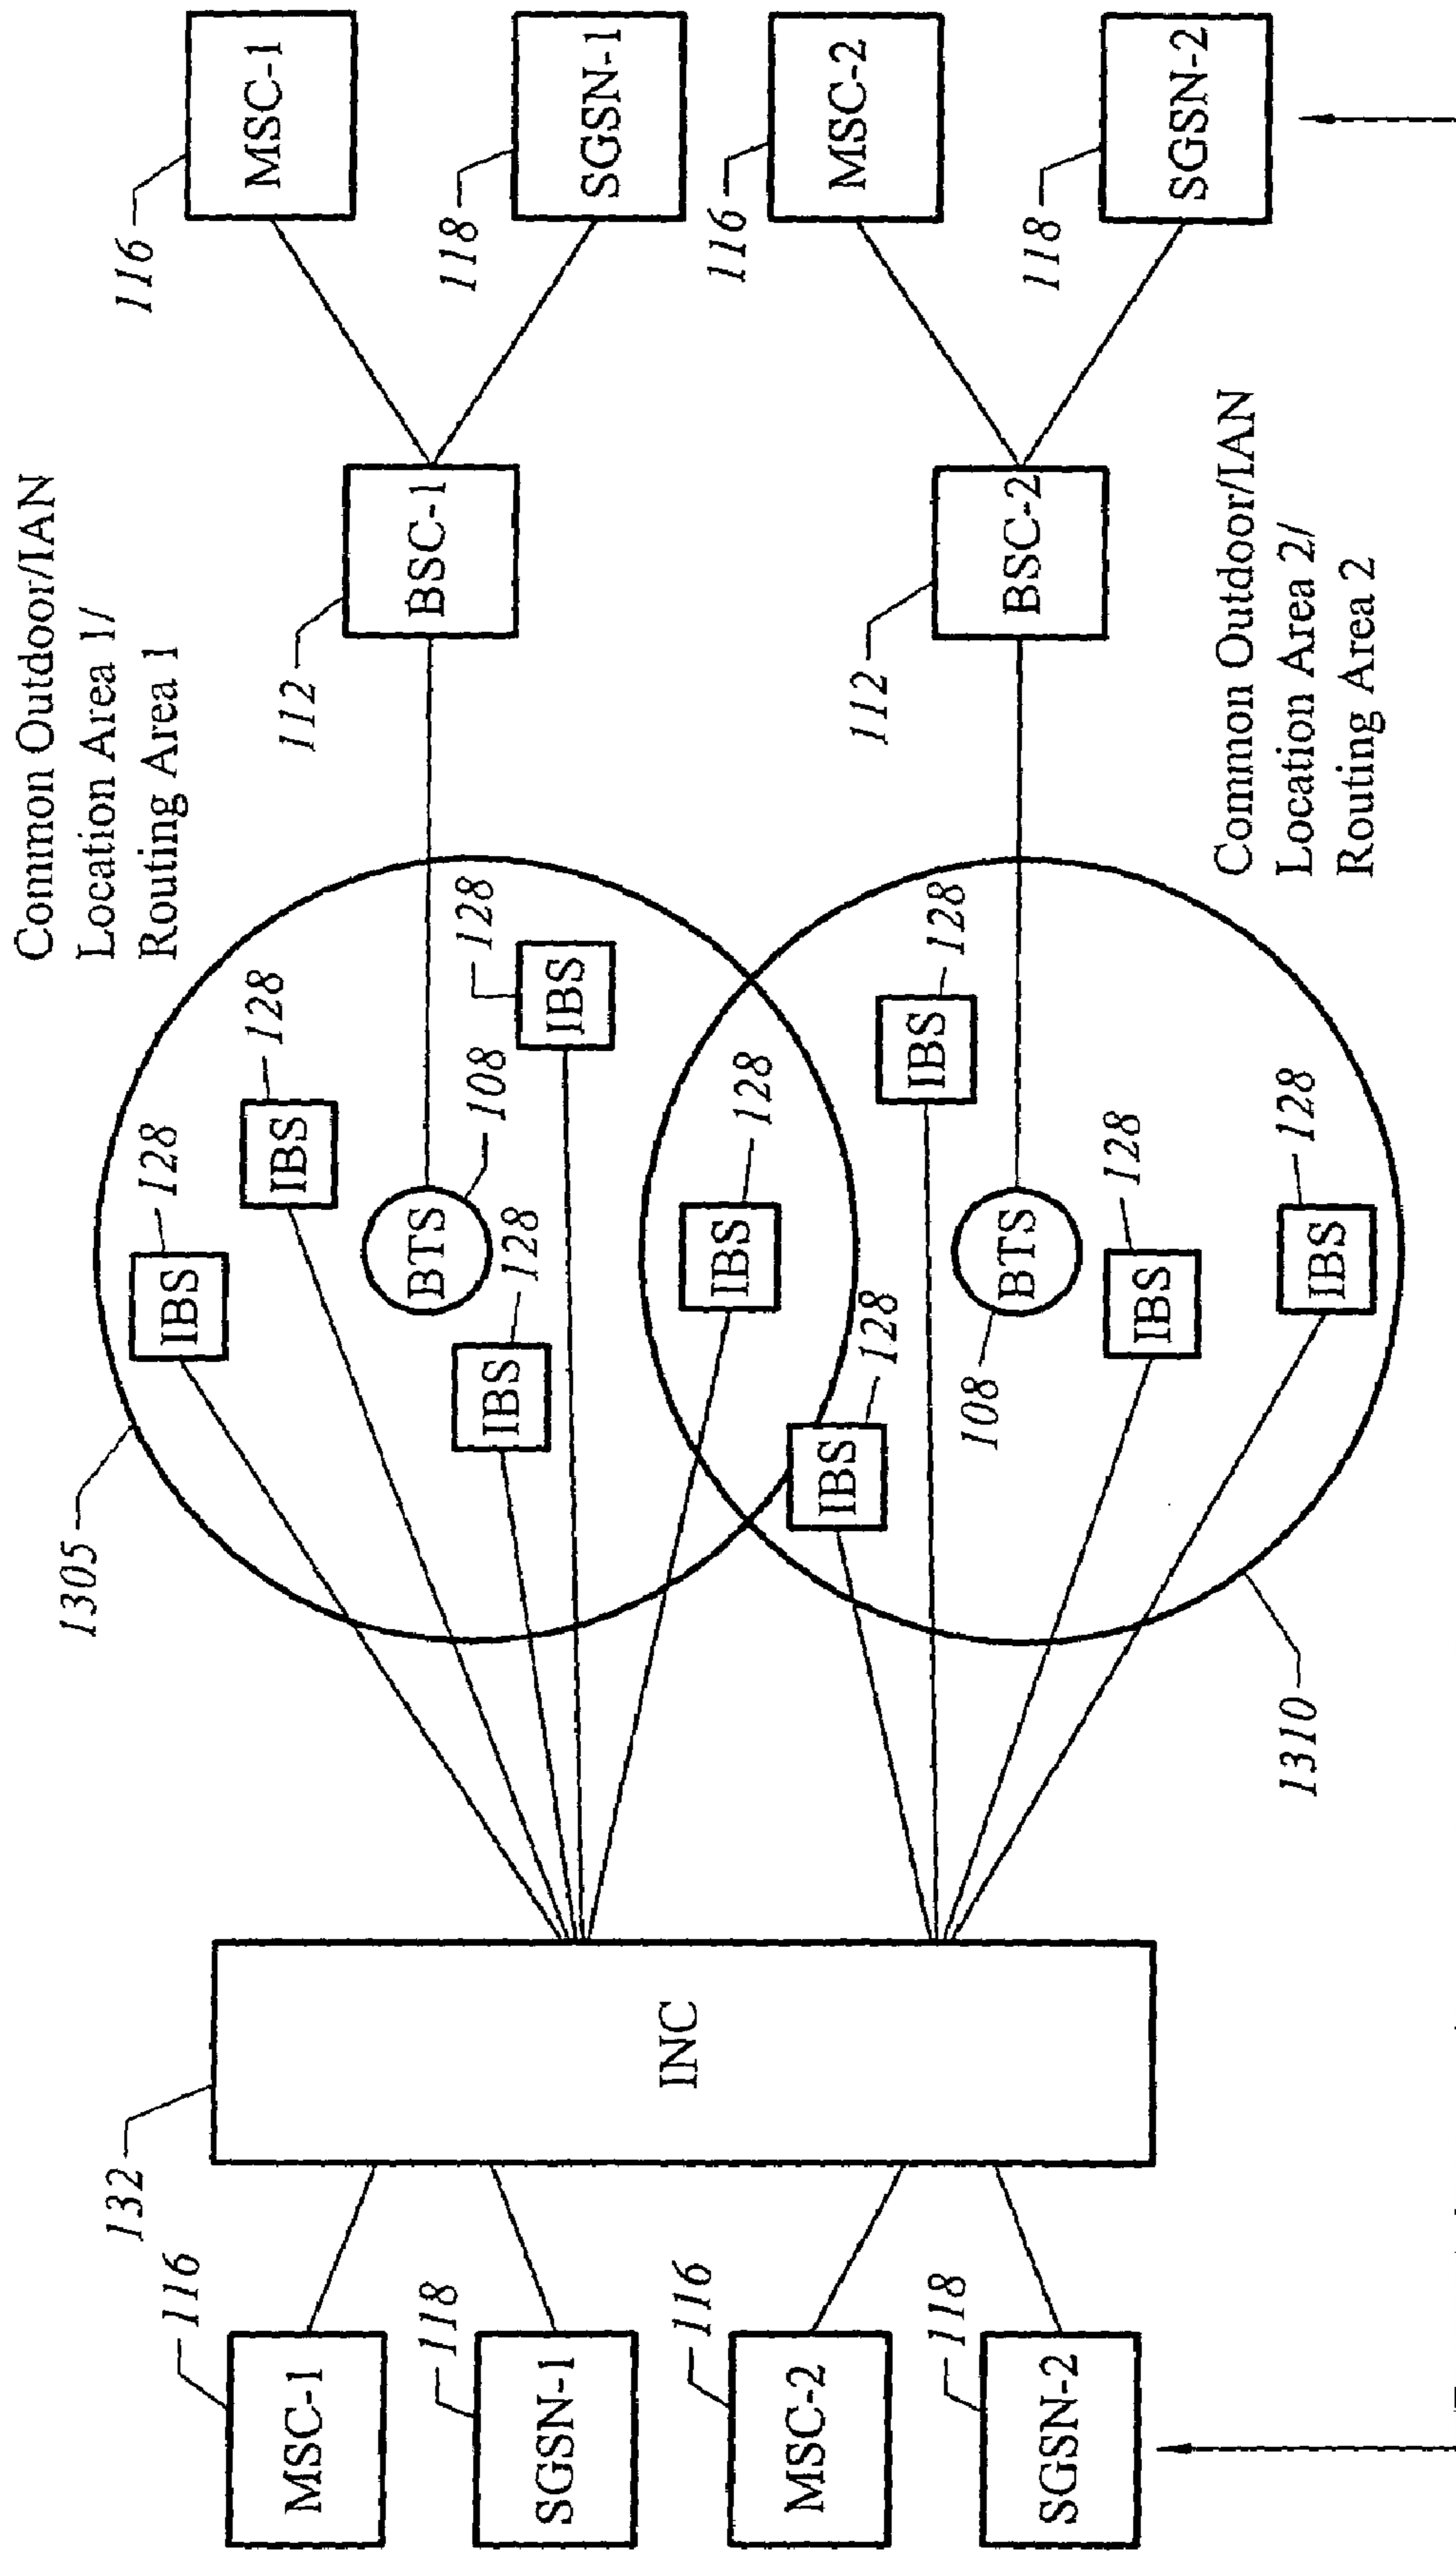 Common Outdoor/IAN
Location Area 1/
Routing Area 1
1305
132
116
128
116
128
IBS
MSC-1
MSC-1
IBS
112
118
BTS
BSC-1
118
128
108
IBS
128
SGSN-1
IBS
SGSN-1
INC
116
116
IBS
128
MSC-2
IBS
128
MSC-2
112
118
IBS
128
108
BTS
BSC-2
118
SGSN-2
128
IBS
SGSN-2
Common Outdoor/IAN
Location Area 2/
Routing Area 2
1310
128
IBS